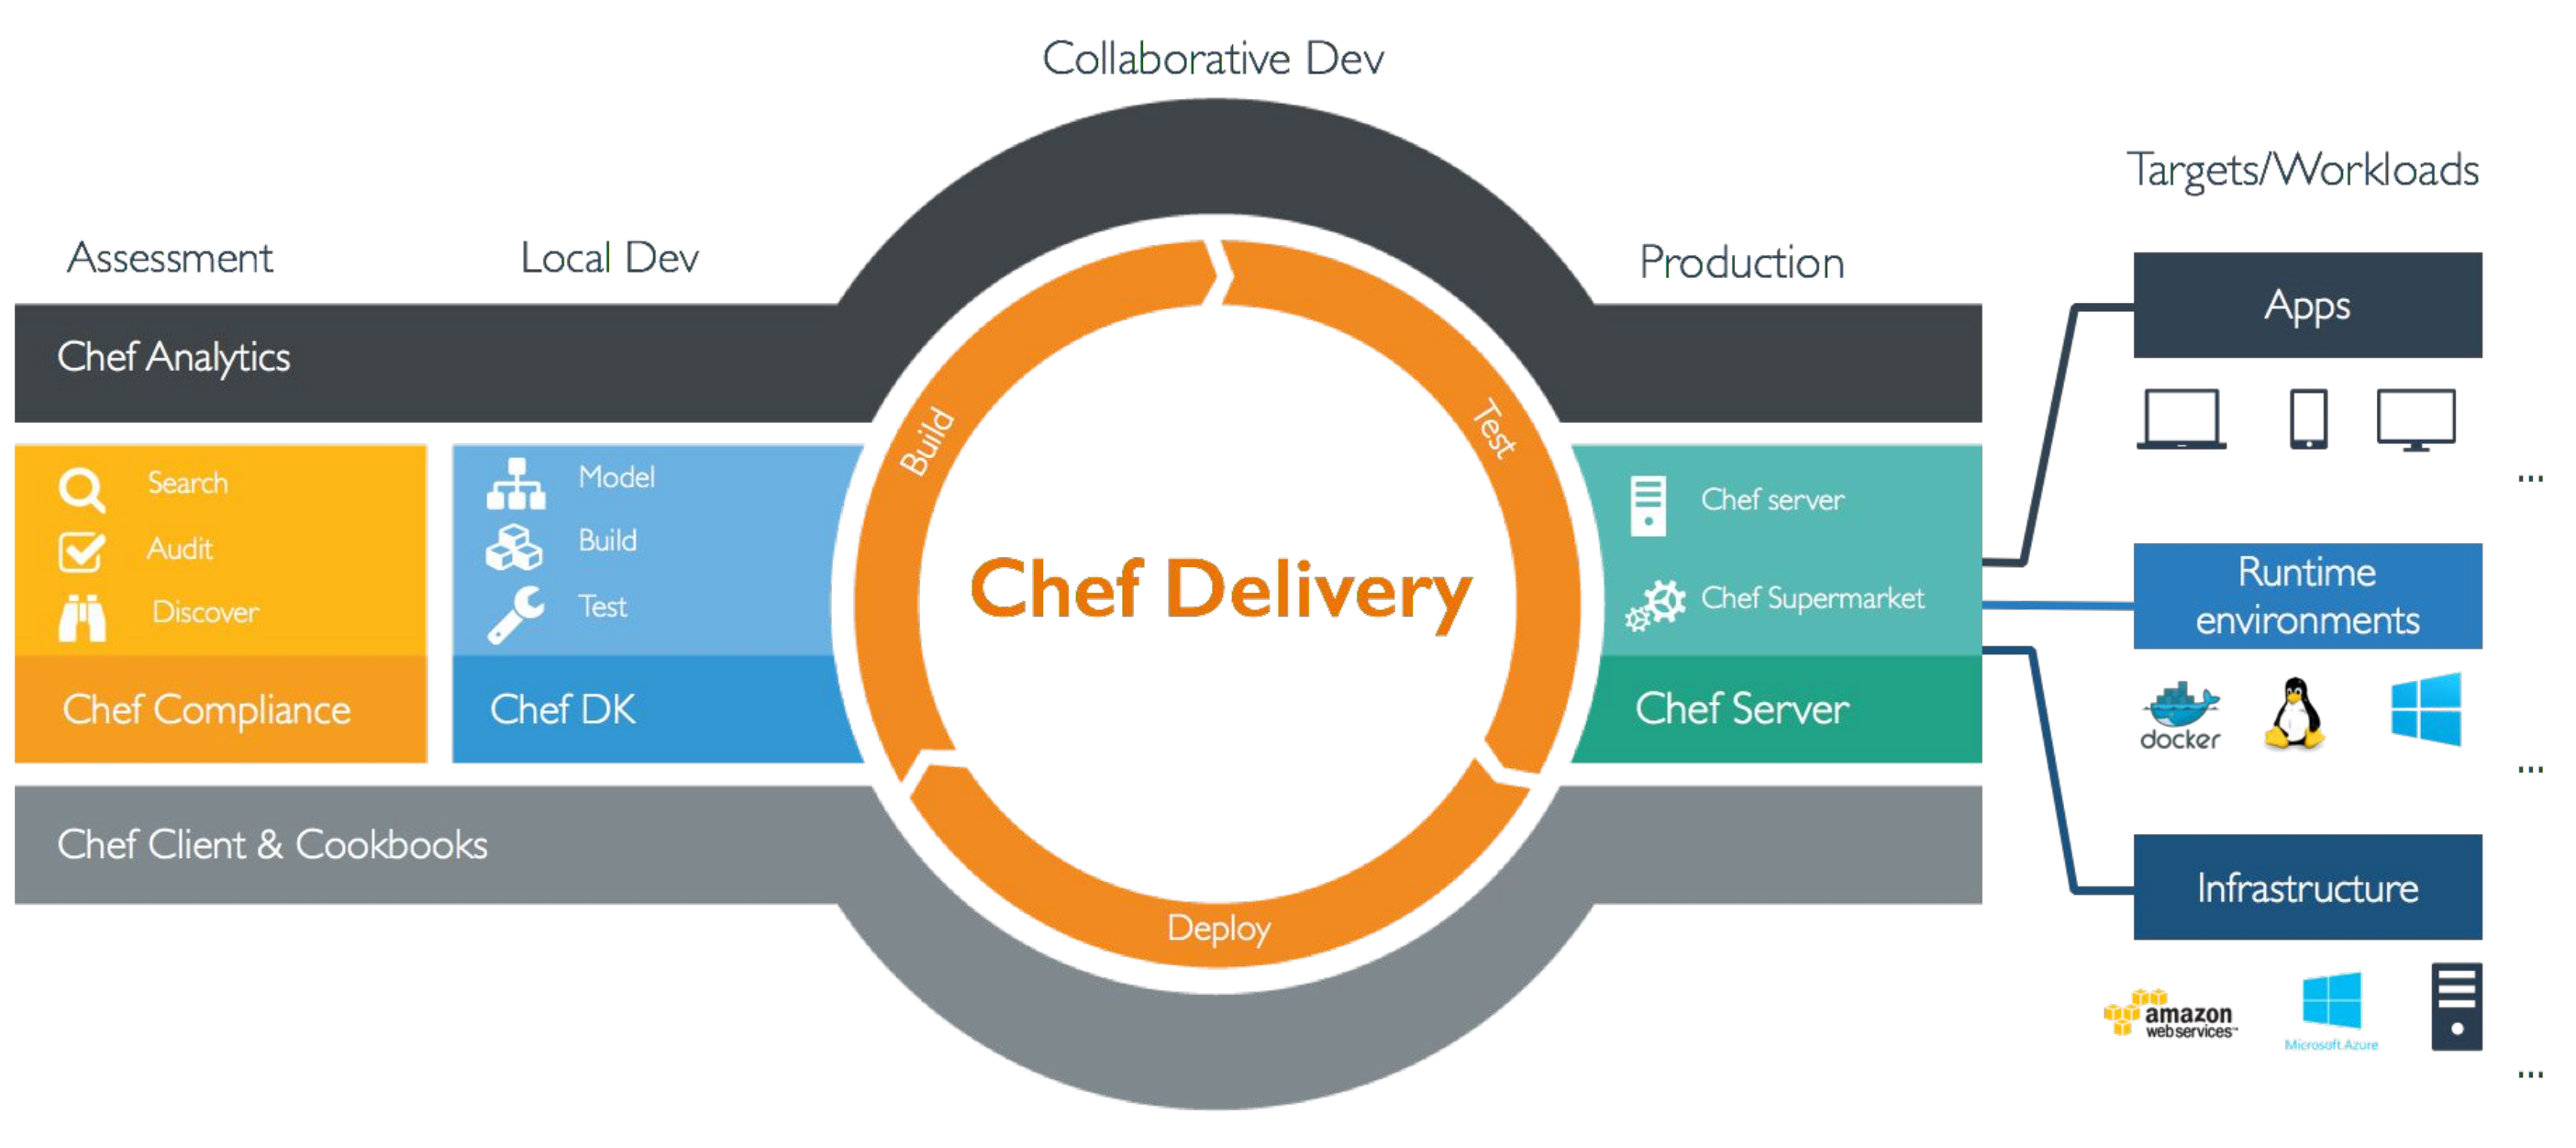 Collaborative Dev
Targets/Workloads
Assessment
Local Dev
Production
Chef Analytics
Search
Audit
Discover
Chef Compliance
Model
Build
Test
Chef DK
Build
Test
Deploy
Chef Delivery
Chef server
Chef Supermarket
Chef Server
Chef Client & Cookbooks
Apps
...
Runtime
environments
docker
...
Infrastructure
amazon
webservices™
Microsoft Azure
...